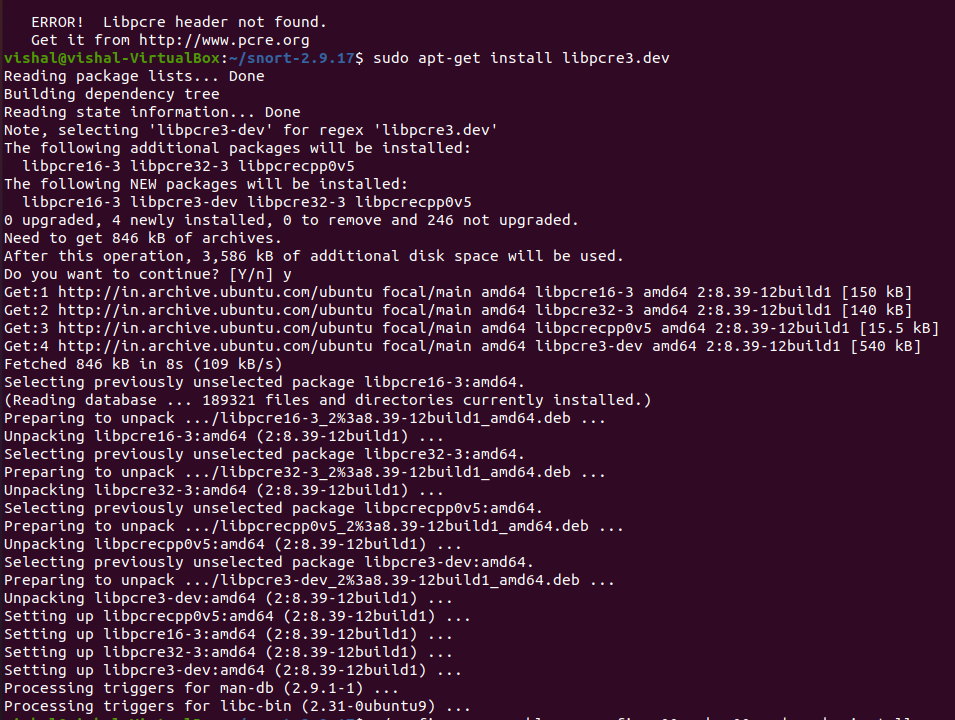 ERROR!  Libpcre header not found.
Get it from http://www.pcre.org
vishal@vishal-VirtualBox:~/snort-2.9.17$ sudo apt-get install libpcre3.dev
Reading package lists... Done
Building dependency tree
Reading state information... Done
Note, selecting 'libpcre3-dev' for regex 'libpcre3.dev'
The following additional packages will be installed:
  libpcre16-3 libpcre32-3 libpcrecpp0v5
The following NEW packages will be installed:
  libpcre16-3 libpcre3-dev libpcre32-3 libpcrecpp0v5
0 upgraded, 4 newly installed, 0 to remove and 246 not upgraded.
Need to get 846 kB of archives.
After this operation, 3,586 kB of additional disk space will be used.
Do you want to continue? [Y/n] y
Get:1 http://in.archive.ubuntu.com/ubuntu focal/main amd64 libpcre16-3 amd64 2:8.39-12build1 [150 kB]
Get:2 http://in.archive.ubuntu.com/ubuntu focal/main amd64 libpcre32-3 amd64 2:8.39-12build1 [140 kB]
Get:3 http://in.archive.ubuntu.com/ubuntu focal/main amd64 libpcrecpp0v5 amd64 2:8.39-12build1 [15.5 kB]
Get:4 http://in.archive.ubuntu.com/ubuntu focal/main amd64 libpcre3-dev amd64 2:8.39-12build1 [540 kB]
Fetched 846 kB in 8s (109 kB/s)
Selecting previously unselected package libpcre16-3:amd64.
(Reading database ... 189321 files and directories currently installed.)
Preparing to unpack .../libpcre16-3_2%3a8.39-12build1_amd64.deb ...
Unpacking libpcre16-3:amd64 (2:8.39-12build1) ...
Selecting previously unselected package libpcre32-3:amd64.
Preparing to unpack .../libpcre32-3_2%3a8.39-12build1_amd64.deb ...
Unpacking libpcre32-3:amd64 (2:8.39-12build1) ...
Selecting previously unselected package libpcrecpp0v5:amd64.
Preparing to unpack .../libpcrecpp0v5_2%3a8.39-12build1_amd64.deb ...
Unpacking libpcrecpp0v5:amd64 (2:8.39-12build1) ...
Selecting previously unselected package libpcre3-dev:amd64.
Preparing to unpack .../libpcre3-dev_2%3a8.39-12build1_amd64.deb ...
Unpacking libpcre3-dev:amd64 (2:8.39-12build1) ...
Setting up libpcrecpp0v5:amd64 (2:8.39-12build1) ...
Setting up libpcre16-3:amd64 (2:8.39-12build1) ...
Setting up libpcre32-3:amd64 (2:8.39-12build1) ...
Setting up libpcre3-dev:amd64 (2:8.39-12build1) ...
Processing triggers for man-db (2.9.1-1) ...
Processing triggers for libc-bin (2.31-0ubuntu9) ...